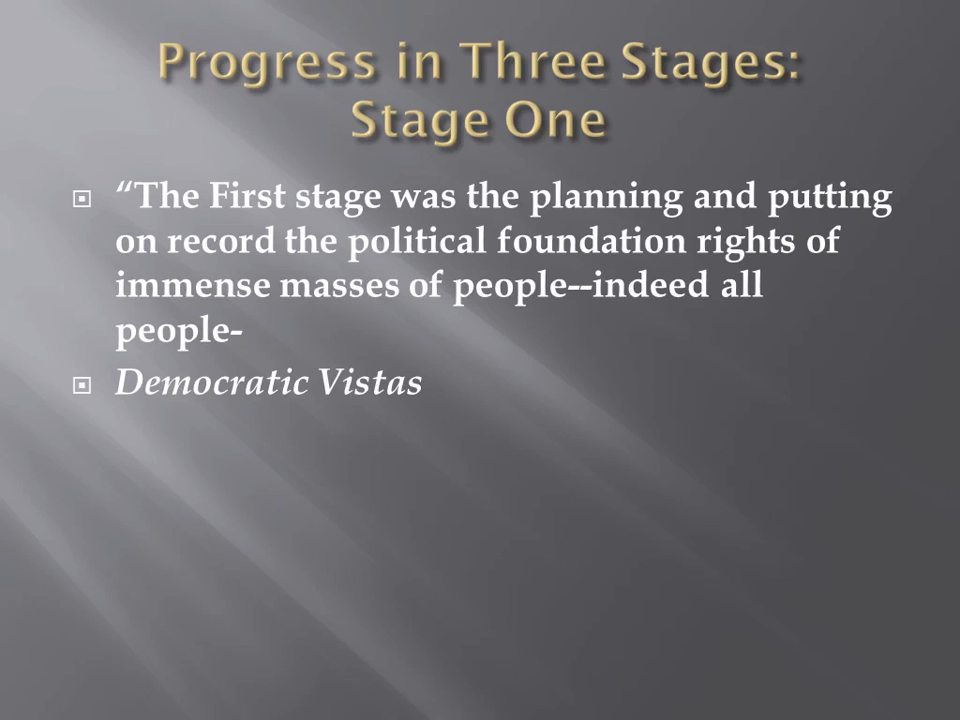 Progress in Three Stages:
Stage One
“The First stage was the planning and putting
on record the political foundation rights of
immense masses of people--indeed all
people-
Democratic Vistas